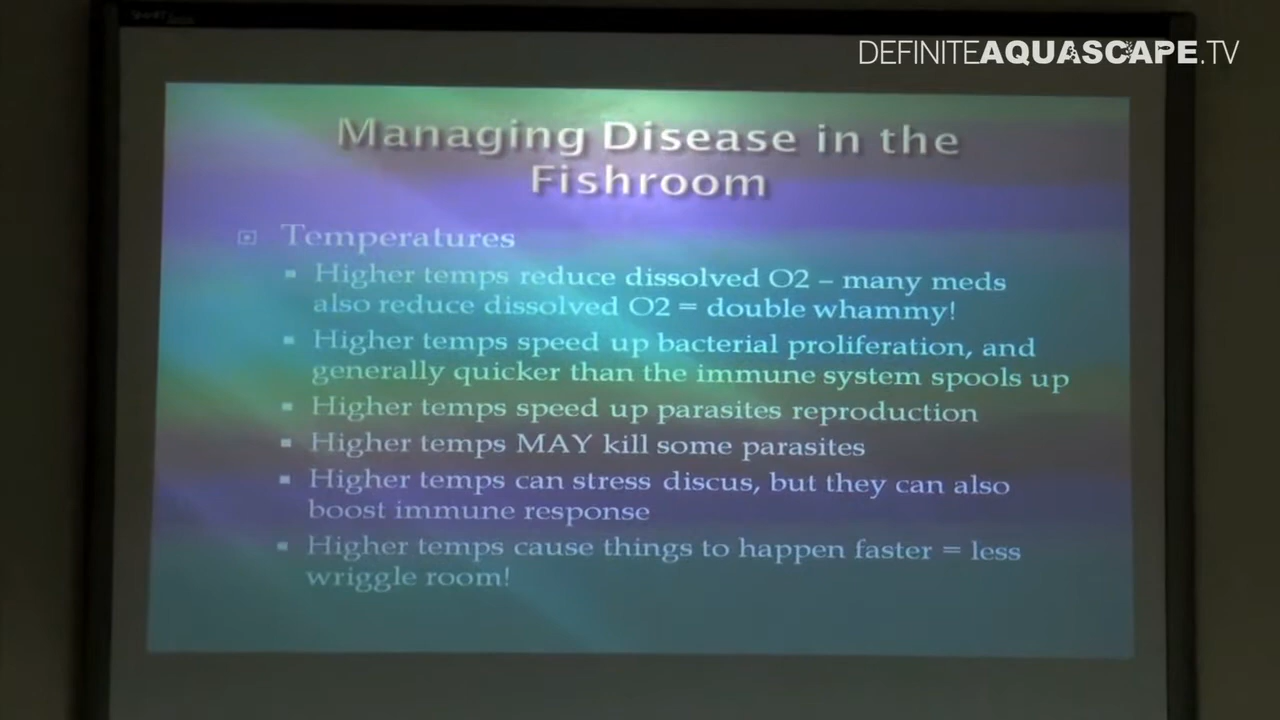 DEFINITEAQUASCAPE.TV
Managing Disease in the
Fishroom
Temperatures
Higher temps reduce dissolved O2 – many meds
also reduce dissolved O2 = double whammy!
Higher temps speed up bacterial proliferation, and
generally quicker than the immune system spools up
Higher temps speed up parasites reproduction
Higher temps MAY kill some parasites
Higher temps can stress discus, but they can also
boost immune response
Higher temps cause things to happen faster = less
wriggle room!